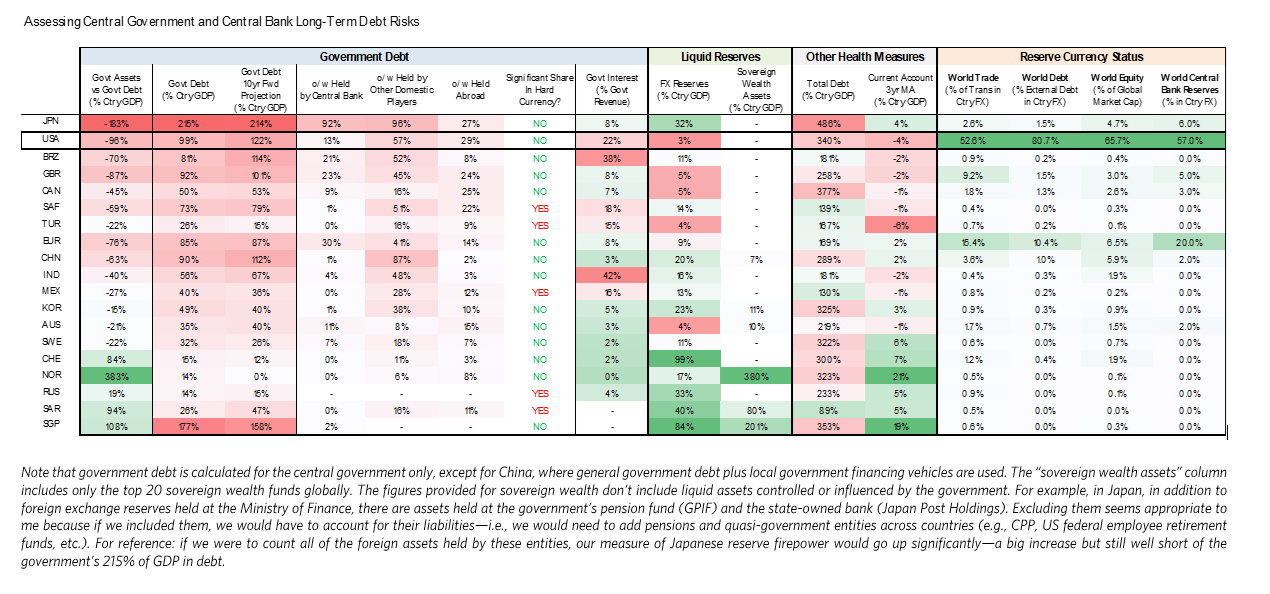 Assessing Central Government and Central Bank Long-Term Debt Risks
Government Debt Liquid Reserves Other Health Measures Reserve Currency Status
Govt Assets vs Govt Debt (% Ctry GDP) Govt Debt (% Ctry GDP) Govt Debt 10yr Fwd Projection (% Ctry GDP) o/w Held by Central Bank o/w Held by Other Domestic Players o/w Held Abroad Significant Share In Hard Currency? Govt Interest (% Govt Revenue) FX Reserves (% Ctry GDP) Sovereign Wealth Assets (% Ctry GDP) Total Debt (% Ctry GDP) Current Account 3yr MA (% Ctry GDP) World Trade (% of Trans in Ctry FX) World Debt (% External Debt in Ctry FX) World Equity (% of Global Market Cap) World Central Bank Reserves (% in Ctry FX)
JPN -183% 215% 214% 92% 96% 27% NO 8% 32% - 486% 4% 2.6% 1.5% 4.7% 6.0%
USA -96% 99% 122% 13% 57% 29% NO 22% 3% - 340% -4% 52.6% 80.7% 65.7% 57.0%
BRZ -70% 81% 114% 21% 52% 8% NO 38% 11% - 181% -2% 0.9% 0.2% 0.4% 0.0%
GBR -87% 92% 101% 23% 45% 24% NO 8% 5% - 258% -2% 9.2% 1.5% 3.0% 5.0%
CAN -45% 50% 53% 9% 16% 25% NO 7% 5% - 377% -1% 1.8% 1.3% 2.6% 3.0%
SAF -59% 73% 79% 1% 51% 22% YES 18% 14% - 139% -1% 0.4% 0.0% 0.3% 0.0%
TUR -22% 26% 15% 0% 16% 9% YES 15% 4% - 167% -6% 0.7% 0.2% 0.1% 0.0%
EUR -76% 85% 87% 30% 41% 14% NO 8% 9% - 169% 2% 15.4% 10.4% 6.5% 20.0%
CHN -63% 90% 112% 1% 87% 2% NO 3% 20% 7% 289% 2% 3.6% 1.0% 5.9% 2.0%
IND -40% 56% 67% 4% 48% 3% NO 42% 16% - 181% -2% 0.4% 0.3% 1.9% 0.0%
MEX -27% 40% 36% 0% 28% 12% YES 16% 13% - 130% -1% 0.8% 0.2% 0.2% 0.0%
KOR -15% 49% 40% 1% 38% 10% NO 5% 23% 11% 325% 3% 0.9% 0.3% 0.9% 0.0%
AUS -21% 35% 40% 11% 8% 15% NO 3% 4% 10% 219% -1% 1.7% 0.7% 1.5% 2.0%
SWE -22% 32% 26% 7% 18% 7% NO 2% 11% - 322% 6% 0.6% 0.0% 0.7% 0.0%
CHE 84% 15% 12% 0% 11% 3% NO 2% 99% - 300% 7% 1.2% 0.4% 1.9% 0.0%
NOR 383% 14% 0% 0% 6% 8% NO 0% 17% 380% 323% 21% 0.5% 0.0% 0.1% 0.0%
RUS 19% 14% 15% - - - YES 4% 33% - 233% 5% 0.9% 0.0% 0.1% 0.0%
SAR 94% 26% 47% 0% 16% 11% YES - 40% 80% 89% 5% 0.5% 0.0% 0.0% 0.0%
SGP 108% 177% 158% 2% - - NO - 84% 201% 353% 19% 0.6% 0.0% 0.3% 0.0%
Note that government debt is calculated for the central government only, except for China, where general government debt plus local government financing vehicles are used. The “sovereign wealth assets” column
includes only the top 20 sovereign wealth funds globally. The figures provided for sovereign wealth don’t include liquid assets controlled or influenced by the government. For example, in Japan, in addition to
foreign exchange reserves held at the Ministry of Finance, there are assets held at the government’s pension fund (GPIF) and the state-owned bank (Japan Post Holdings). Excluding them seems appropriate to
me because if we included them, we would have to account for their liabilities—i.e., we would need to add pensions and quasi-government entities across countries (e.g., CPP, US federal employee retirement
funds, etc.). For reference: if we were to count all of the foreign assets held by these entities, our measure of Japanese reserve firepower would go up significantly—a big increase but still well short of the
government’s 215% of GDP in debt.